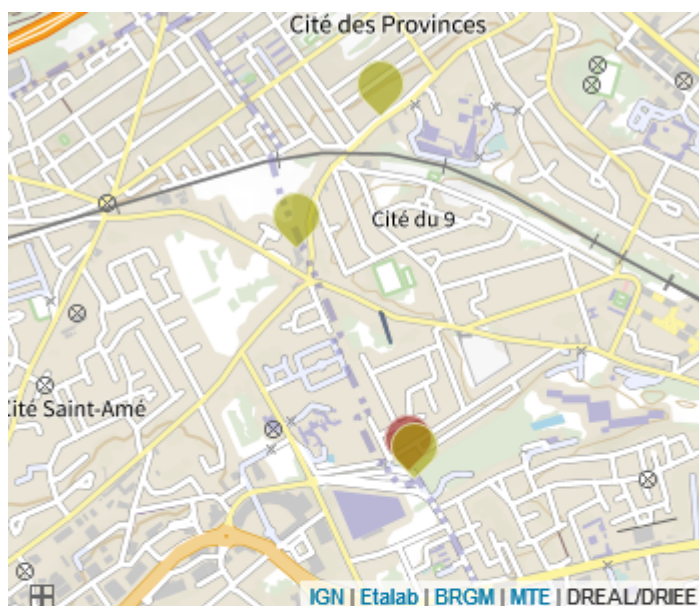 Cité des Provinces
Cité du 9
Cité Saint-Amé
IGN | Etalab | BRGM | MTE | DREAL/DRIEE